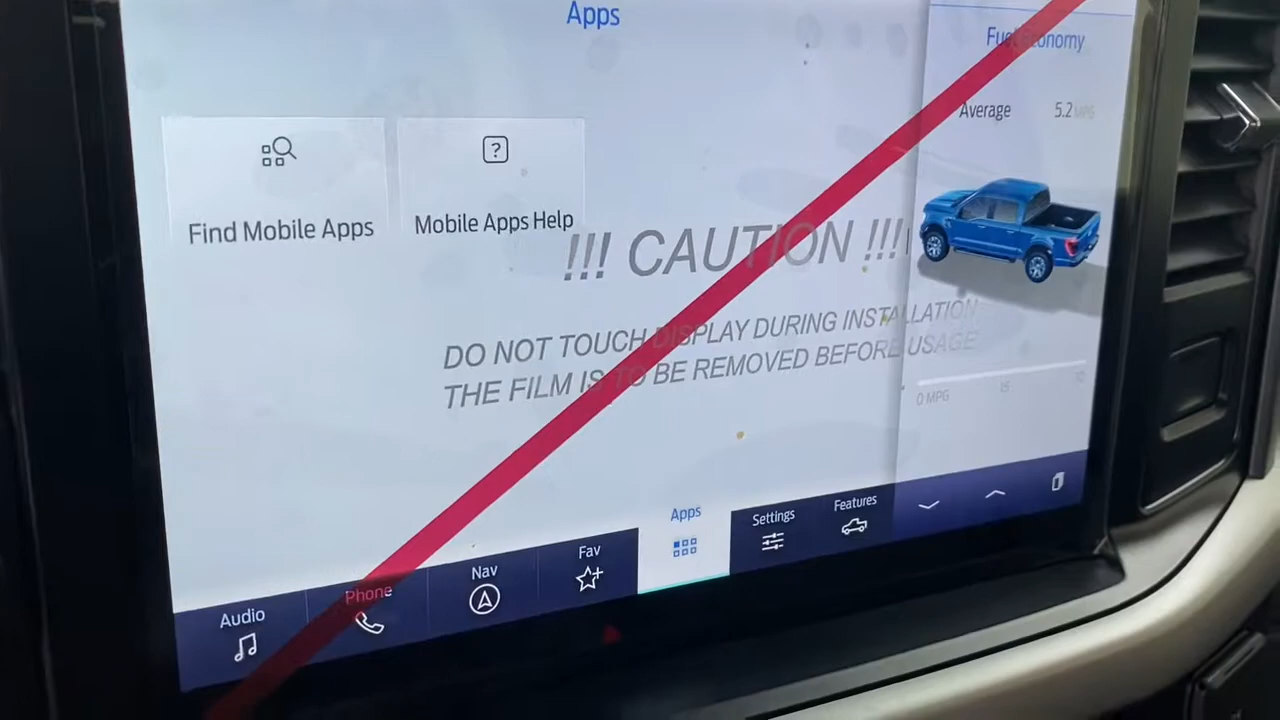 Apps
Fuel Economy
Average 5.2 MPG
Find Mobile Apps
Mobile Apps Help
!!! CAUTION !!!
DO NOT TOUCH DISPLAY DURING INSTALLATION
THE FILM IS TO BE REMOVED BEFORE USAGE
0 MPG 15
Audio
Phone
Nav
Fav
Apps
Settings
Features